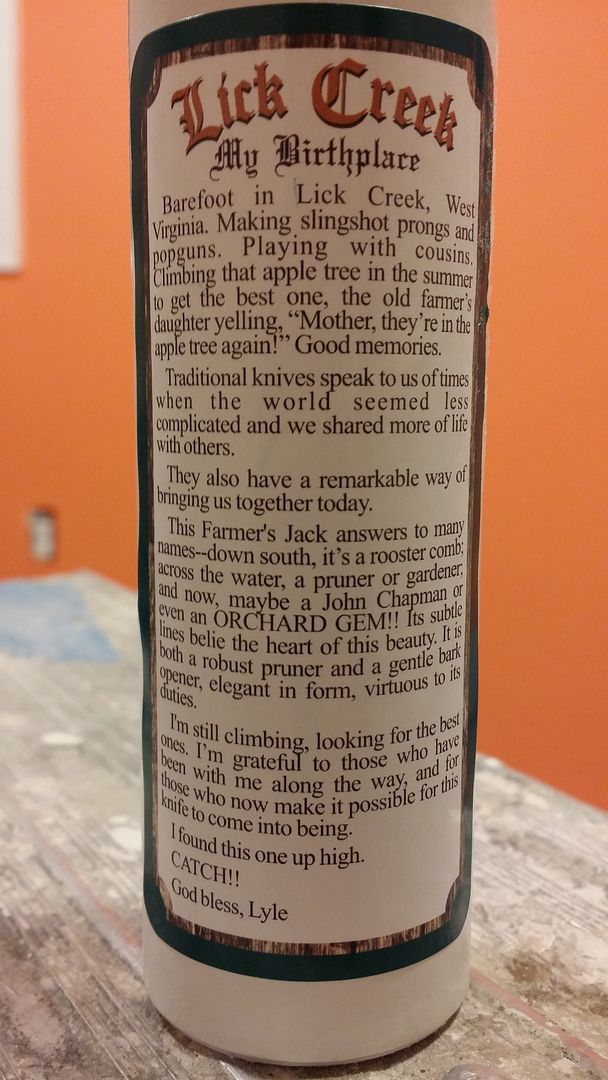 Lick Creek
My Birthplace
Barefoot in Lick Creek, West
Virginia. Making slingshot prongs and
popguns. Playing with cousins.
Climbing that apple tree in the summer
to get the best one, the old farmer's
daughter yelling, “Mother, they're in the
apple tree again!” Good memories.
Traditional knives speak to us of times
when the world seemed less
complicated and we shared more of life
with others.
They also have a remarkable way of
bringing us together today.
This Farmer's Jack answers to many
names--down south, it's a rooster comb;
across the water, a pruner or gardener;
and now, maybe a John Chapman or
even an ORCHARD GEM!! Its subtle
lines belie the heart of this beauty. It is
both a robust pruner and a gentle bark
opener, elegant in form, virtuous to its
duties.
I'm still climbing, looking for the best
ones. I'm grateful to those who have
been with me along the way, and for
those who now make it possible for this
knife to come into being.
I found this one up high.
CATCH!!
God bless, Lyle